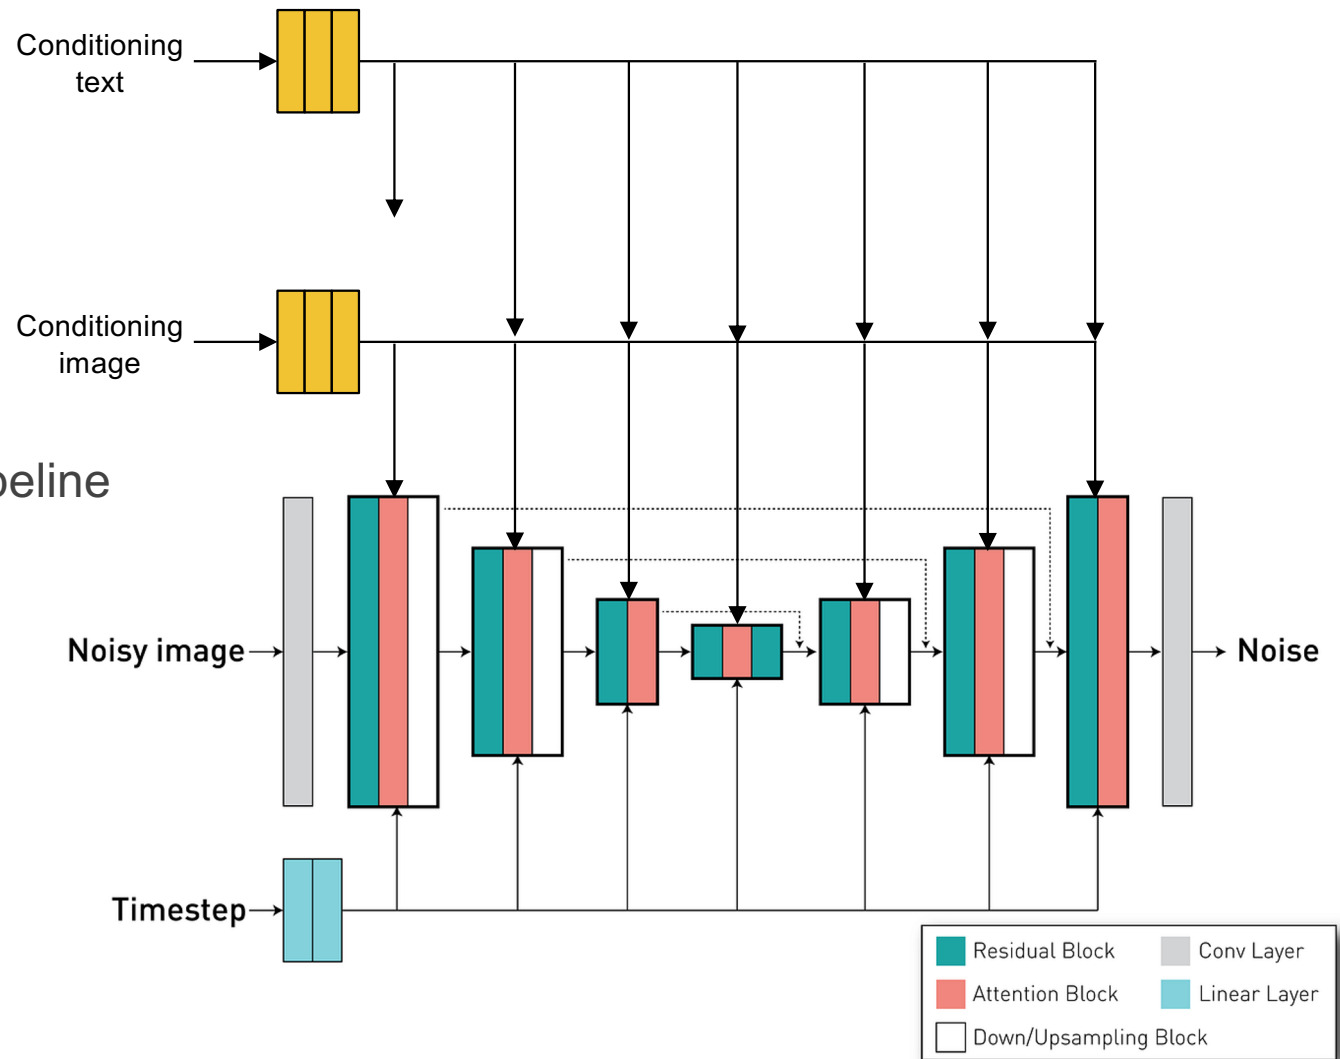 Conditioning
text
Conditioning
image
peline
Noisy image
Noise
Timestep
Residual Block
Conv Layer
Attention Block
Linear Layer
Down/Upsampling Block